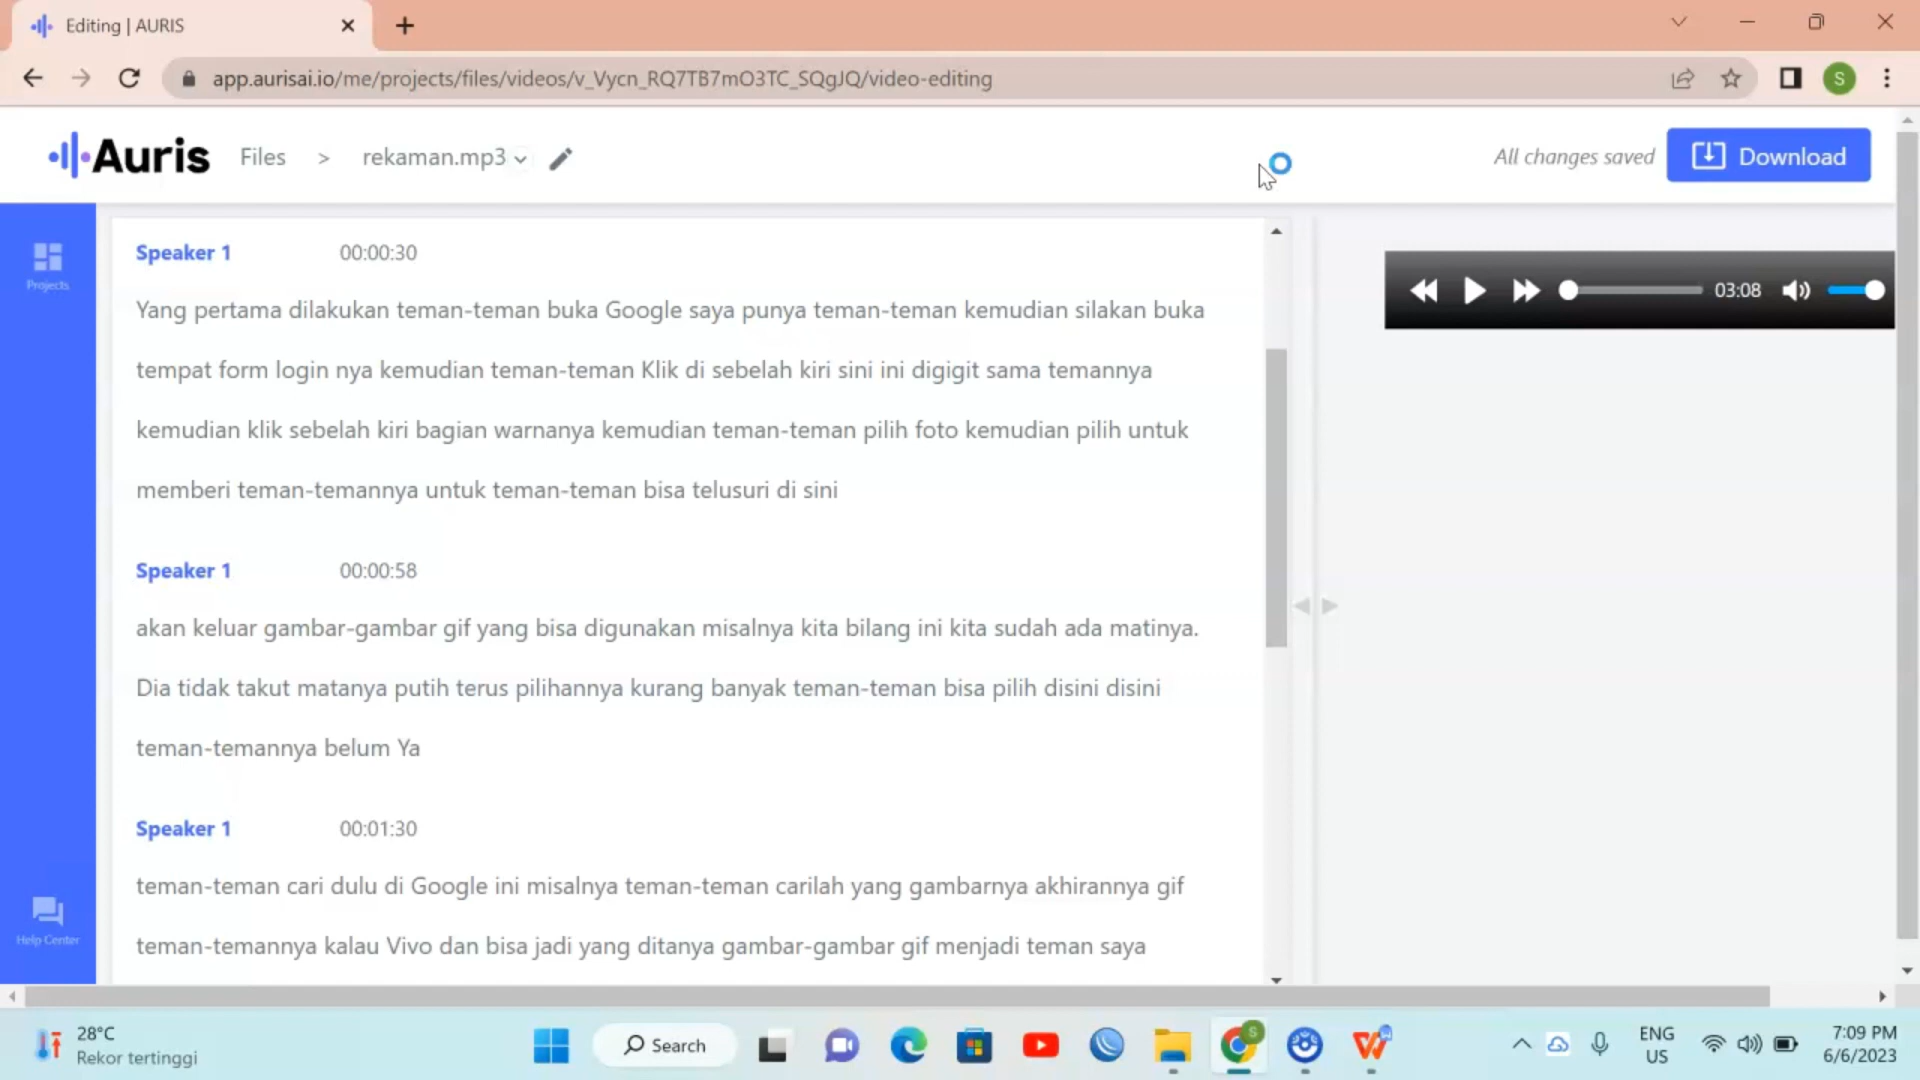 Editing | AURIS
app.aurisai.io/me/projects/files/videos/v_Vycn_RQ7TB7mO3TC_SQgJQ/video-editing
S
Auris
Files > rekaman.mp3
All changes saved
Download
Projects
Speaker 1 00:00:30
Yang pertama dilakukan teman-teman buka Google saya punya teman-teman kemudian silakan buka
tempat form login nya kemudian teman-teman Klik di sebelah kiri sini ini digigit sama temannya
kemudian klik sebelah kiri bagian warnanya kemudian teman-teman pilih foto kemudian pilih untuk
memberi teman-temannya untuk teman-teman bisa telusuri di sini
03:08
Speaker 1 00:00:58
akan keluar gambar-gambar gif yang bisa digunakan misalnya kita bilang ini kita sudah ada matinya.
Dia tidak takut matanya putih terus pilihannya kurang banyak teman-teman bisa pilih disini disini
teman-temannya belum Ya
Speaker 1 00:01:30
teman-teman cari dulu di Google ini misalnya teman-teman carilah yang gambarnya akhirannya gif
teman-temannya kalau Vivo dan bisa jadi yang ditanya gambar-gambar gif menjadi teman saya
Help Center
28°C
Rekor tertinggi
Search
S
ENG
US
7:09 PM
6/6/2023